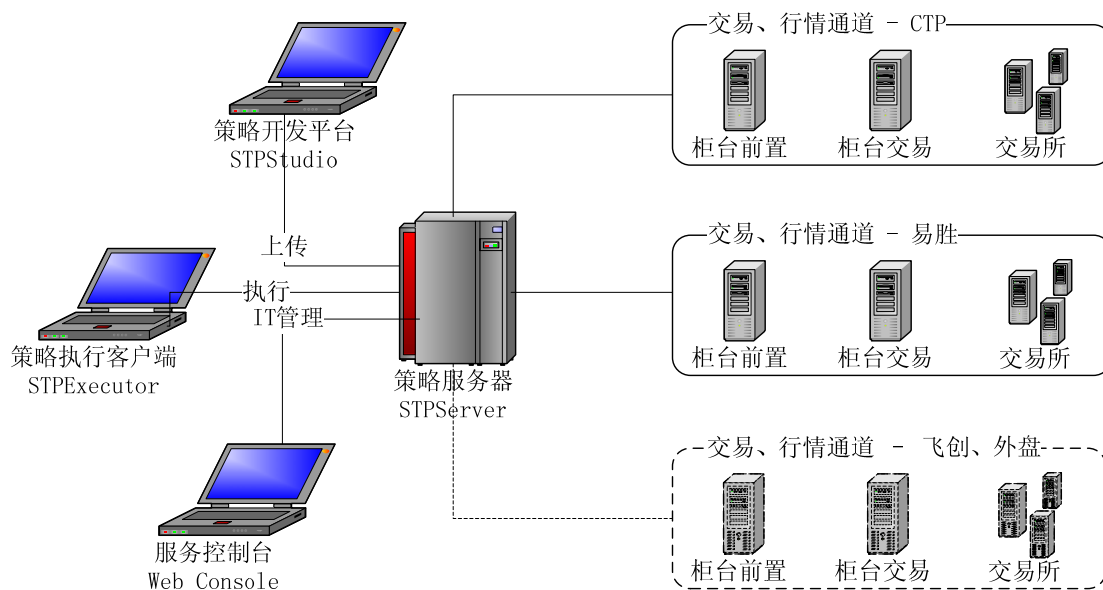 策略开发平台
STPStudio
上传
执行
IT管理
策略执行客户端
STPExecutor
策略服务器
STPServer
服务控制台
Web Console
交易、行情通道 - CTP
柜台前置
柜台交易
交易所
交易、行情通道 - 易胜
柜台前置
柜台交易
交易所
交易、行情通道 - 飞创、外盘
柜台前置
柜台交易
交易所